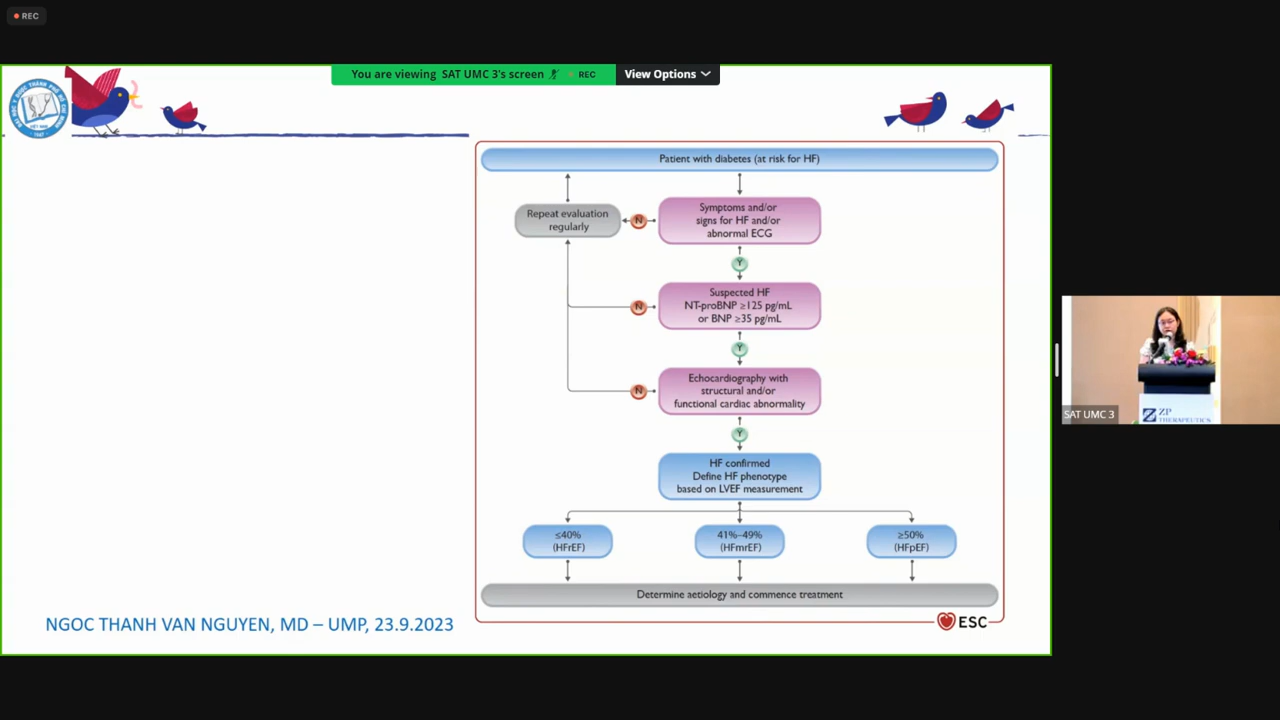 REC
You are viewing SAT UMC 3's screen
REC
View Options
Patient with diabetes (at risk for HF)
Repeat evaluation
regularly
N
Symptoms and/or
signs for HF and/or
abnormal ECG
Y
N
Suspected HF
NT-proBNP ≥125 pg/mL
or BNP ≥35 pg/mL
Y
N
Echocardiography with
structural and/or
functional cardiac abnormality
Y
HF confirmed
Define HF phenotype
based on LVEF measurement
≤40%
(HFrEF)
41%–49%
(HFmrEF)
≥50%
(HFpEF)
Determine aetiology and commence treatment
ESC
NGOC THANH VAN NGUYEN, MD – UMP, 23.9.2023
SAT UMC 3
ZP
THERAPEUTICS